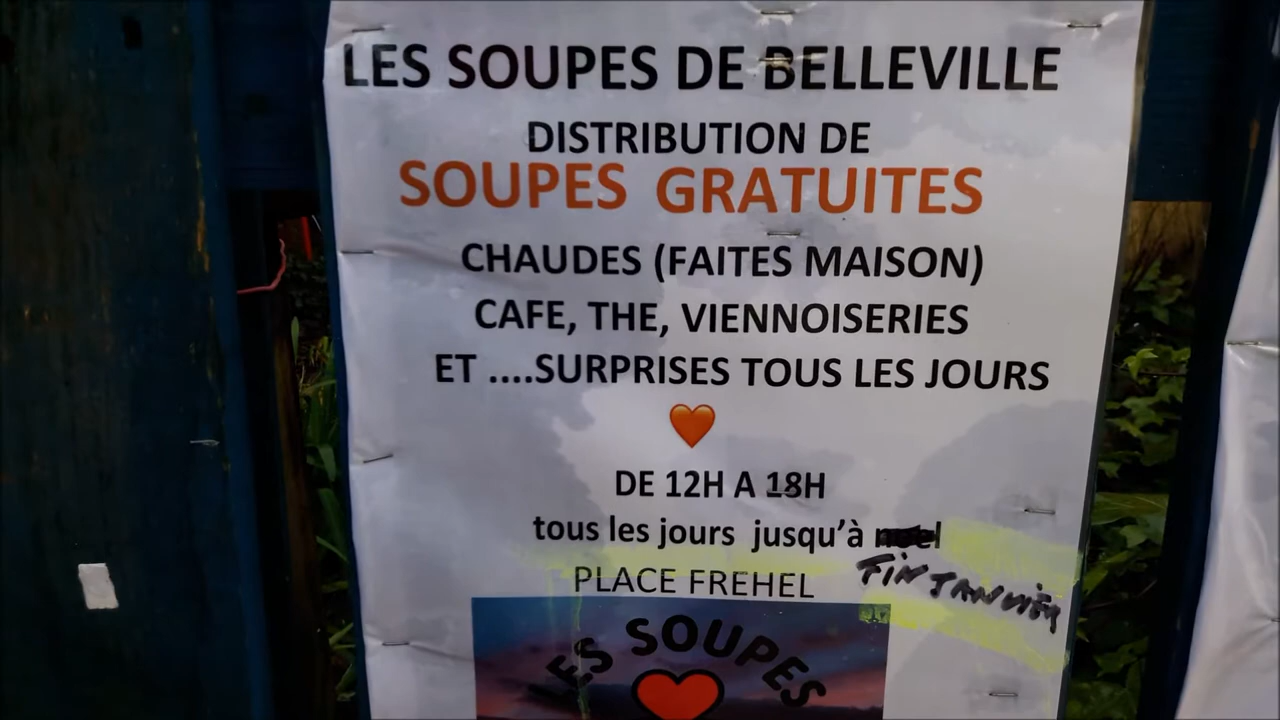 LES SOUPES DE BELLEVILLE
DISTRIBUTION DE
SOUPES GRATUITES
CHAUDES (FAITES MAISON)
CAFE, THE, VIENNOISERIES
ET ....SURPRISES TOUS LES JOURS
DE 12H A 18H
tous les jours jusqu'à noel
FIN JANVIER
PLACE FREHEL
LES SOUPES